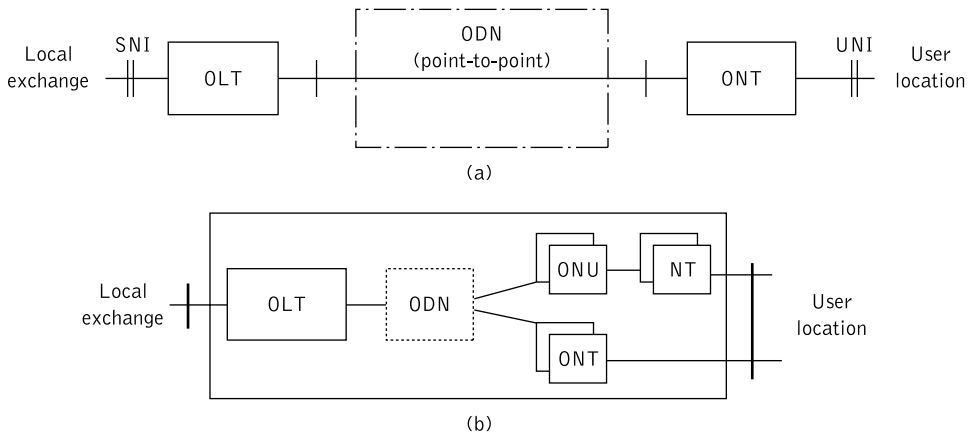 Local
exchange
SNI
OLT
ODN
(point-to-point)
ONT
UNI
User
location
(a)
Local
exchange
OLT
ODN
ONU
NT
ONT
User
location
(b)